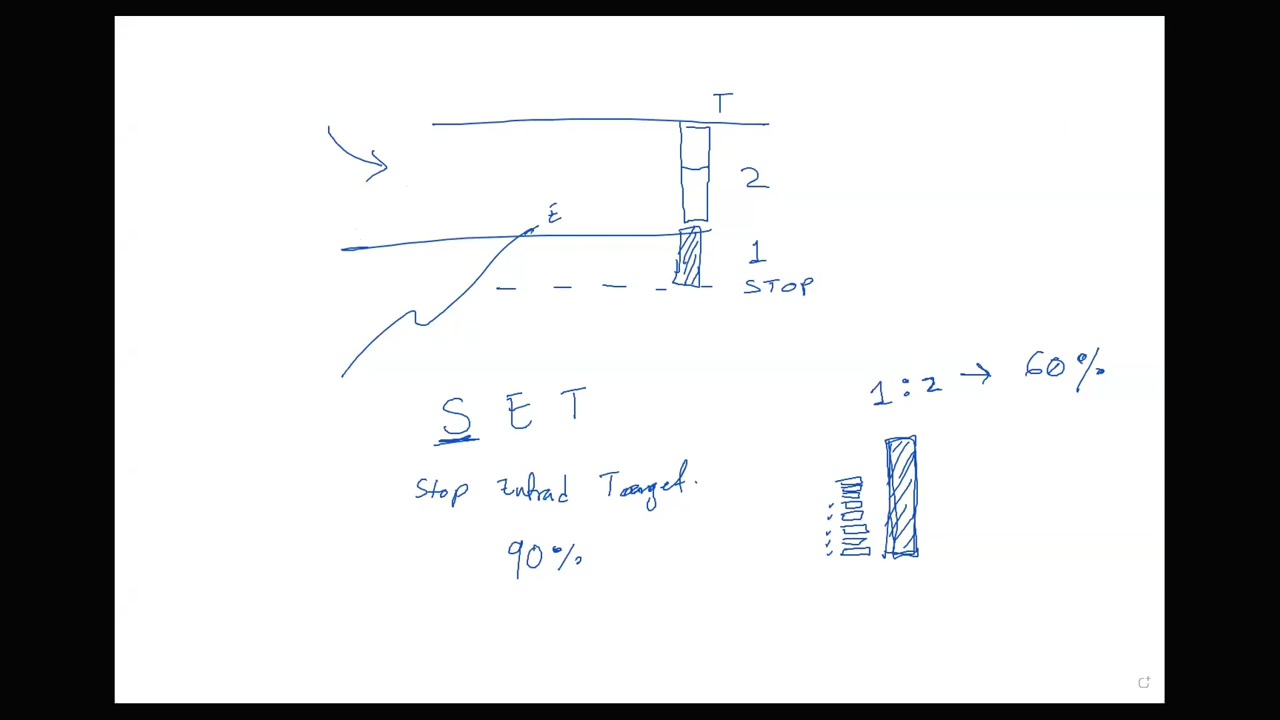 T
2
E
1
STOP
1:2 → 60%
S E T
Stop Entrad Target.
90%